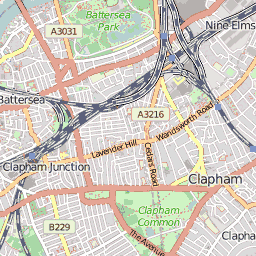 Battersea
Park
Nine Elms
A3031
Battersea
A3216
Wandsworth Road
Lavender Hill
Clapham Junction
Cedars Road
Clapham
Clapham
Common
B229
The Avenue
Clapha